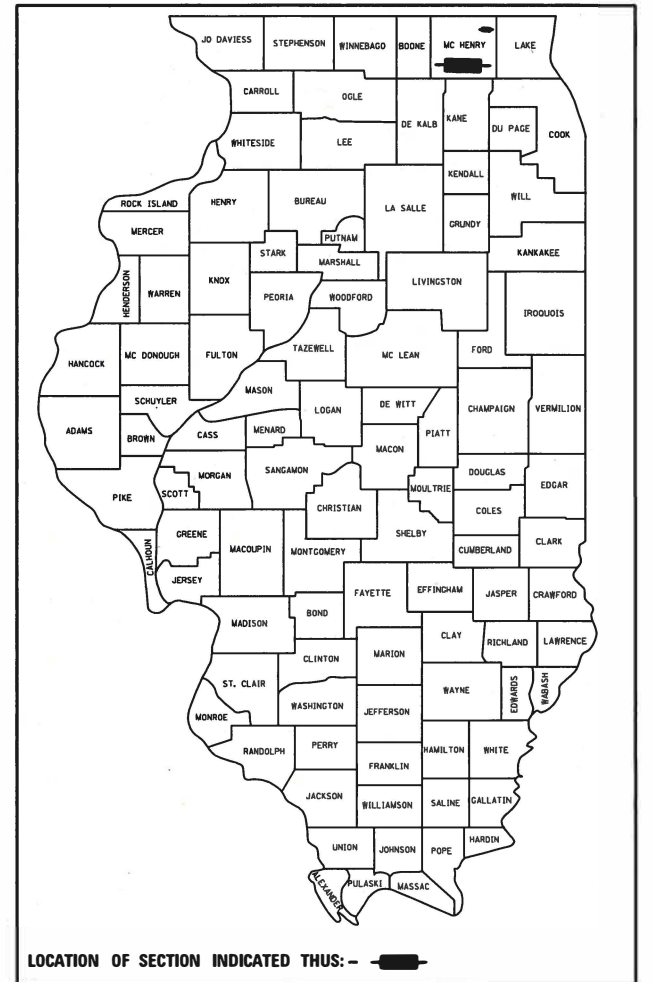 JO DAVIESS STEPHENSON WINNEBAGO BOONE MC HENRY LAKE
CARROLL OGLE DE KALB KANE DU PAGE COOK
WHITESIDE LEE
KENDALL
ROCK ISLAND HENRY BUREAU LA SALLE WILL
MERCER PUTNAM GRUNDY
STARK MARSHALL KANKAKEE
HENDERSON WARREN KNOX PEORIA WOODFORD LIVINGSTON IROQUOIS
HANCOCK MC DONOUGH FULTON TAZEWELL MC LEAN FORD
MASON
SCHUYLER LOGAN DE WITT CHAMPAIGN VERMILION
ADAMS BROWN CASS MENARD MACON PIATT
PIKE SCOTT MORGAN SANGAMON MOULTRIE DOUGLAS EDGAR
CHRISTIAN COLES
CALHOUN GREENE MACOUPIN MONTGOMERY SHELBY CUMBERLAND CLARK
JERSEY
MADISON BOND FAYETTE EFFINGHAM JASPER CRAWFORD
CLINTON MARION CLAY RICHLAND LAWRENCE
ST. CLAIR WASHINGTON WAYNE EDWARDS WABASH
MONROE JEFFERSON
RANDOLPH PERRY HAMILTON WHITE
FRANKLIN
JACKSON WILLIAMSON SALINE GALLATIN
UNION JOHNSON POPE HARDIN
ALEXANDER PULASKI MASSAC
LOCATION OF SECTION INDICATED THUS: -